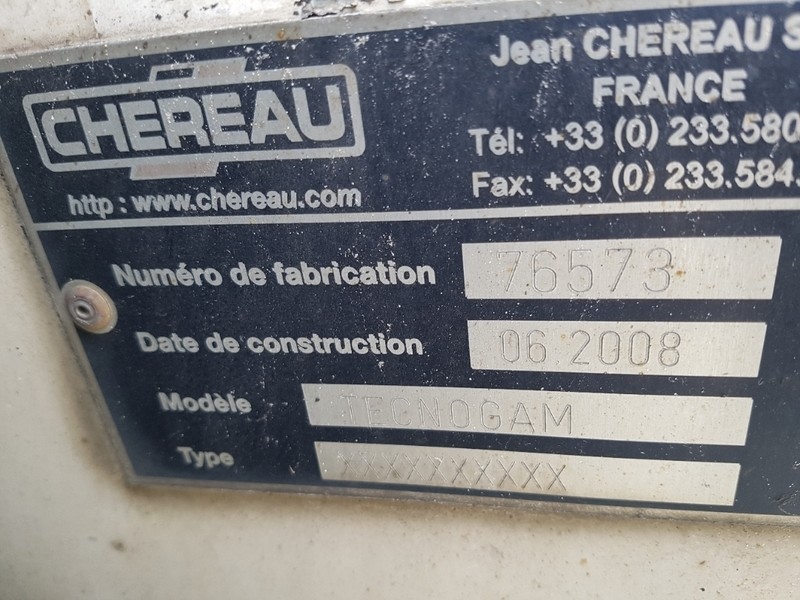 CHEREAU
http : www.chereau.com
Jean CHEREAU S
FRANCE
Tél: +33 (0) 233.580
Fax: +33 (0) 233.584.
Numéro de fabrication 76573
Date de construction 06 2008
Modèle TECNOGAM
Type XXXXXXXXXX